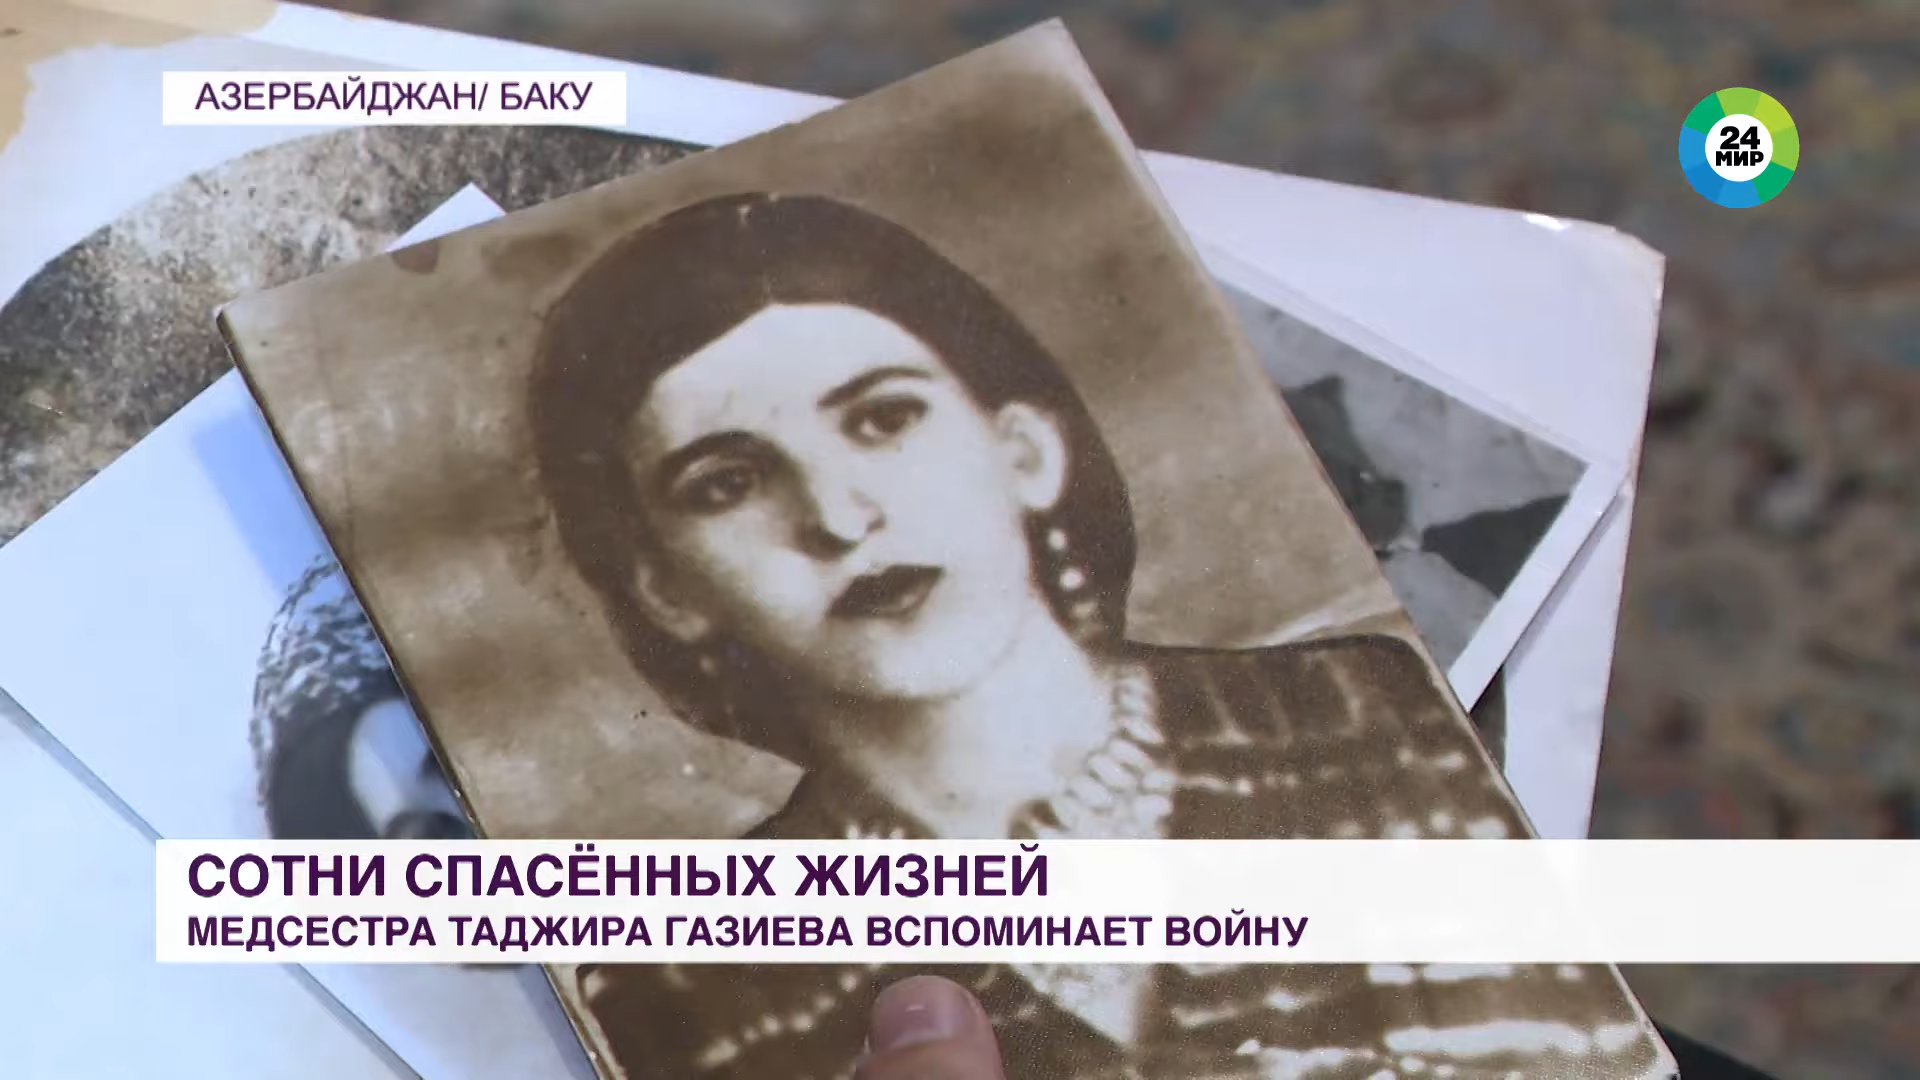 АЗЕРБАЙДЖАН/ БАКУ
24
МИР
СОТНИ СПАСЁННЫХ ЖИЗНЕЙ
МЕДСЕСТРА ТАДЖИРА ГАЗИЕВА ВСПОМИНАЕТ ВОЙНУ